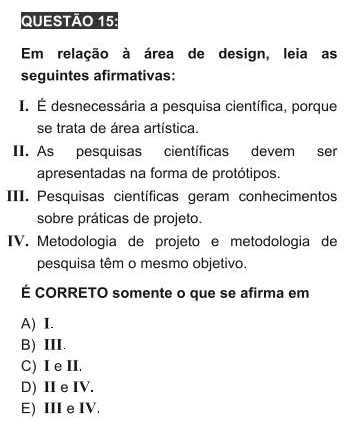 QUESTÃO 15:
Em relação à área de design, leia as
seguintes afirmativas:
I. É desnecessária a pesquisa científica, porque
se trata de área artística.
II. As pesquisas científicas devem ser
apresentadas na forma de protótipos.
III. Pesquisas científicas geram conhecimentos
sobre práticas de projeto.
IV. Metodologia de projeto e metodologia de
pesquisa têm o mesmo objetivo.
É CORRETO somente o que se afirma em
A) I.
B) III.
C) I e II.
D) II e IV.
E) III e IV.